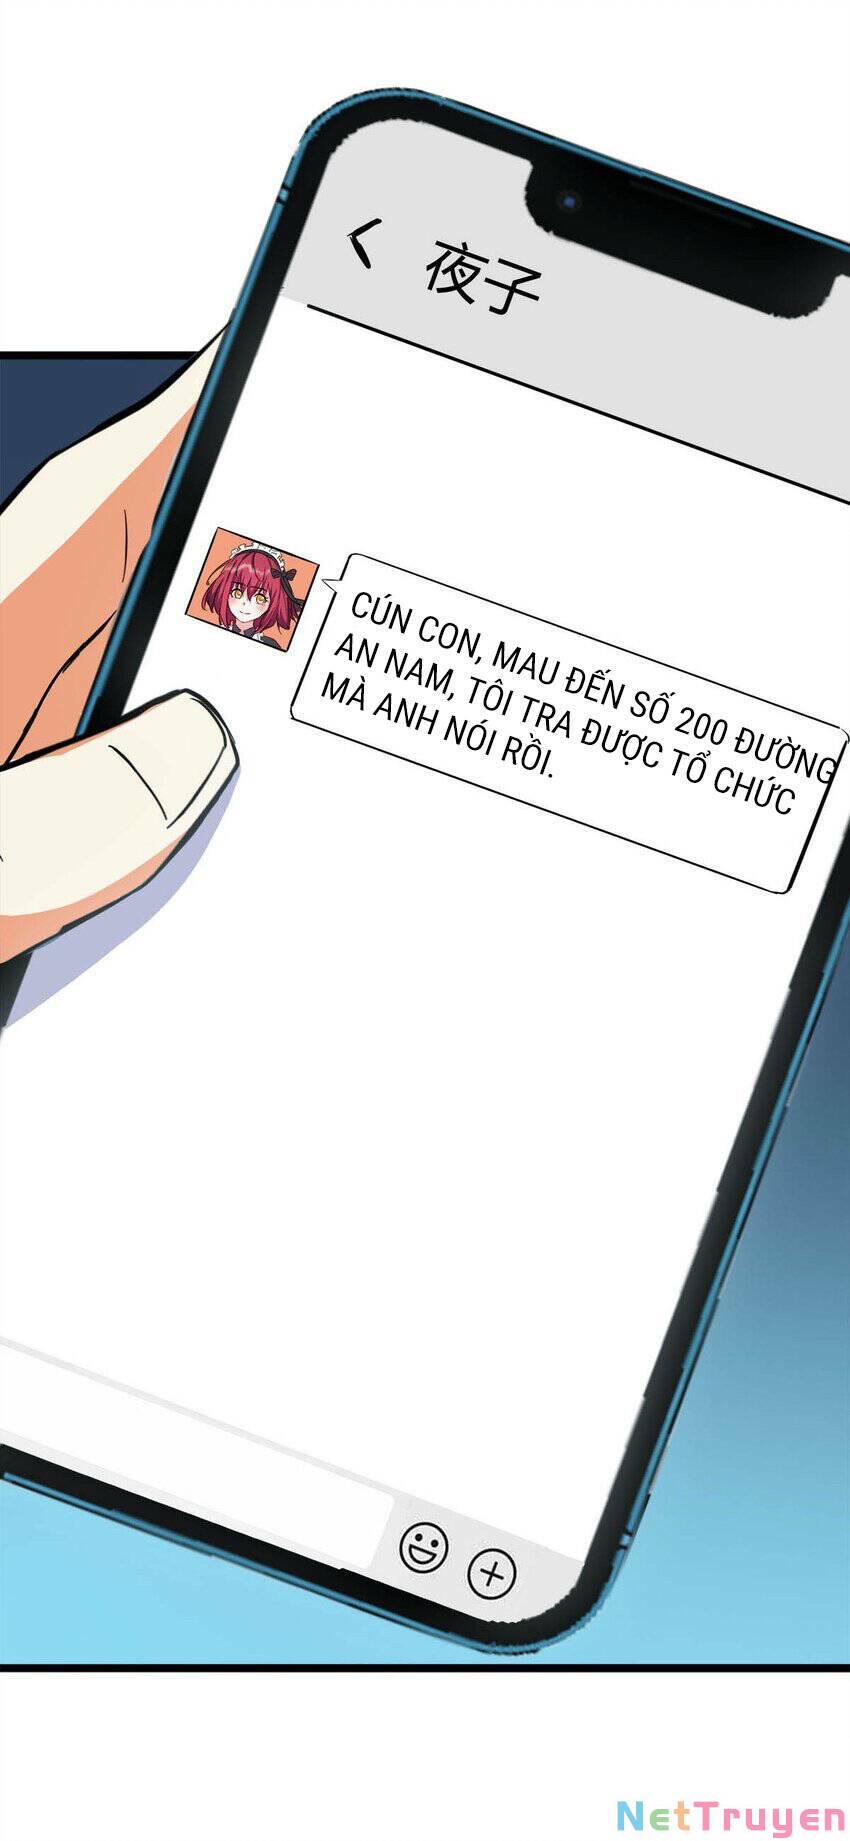 夜子
CÚN CON, MAU ĐẾN SỐ 200 ĐƯỜNG
AN NAM, TÔI TRA ĐƯỢC TỔ CHỨC
MÀ ANH NÓI RỒI.
NetTruyen